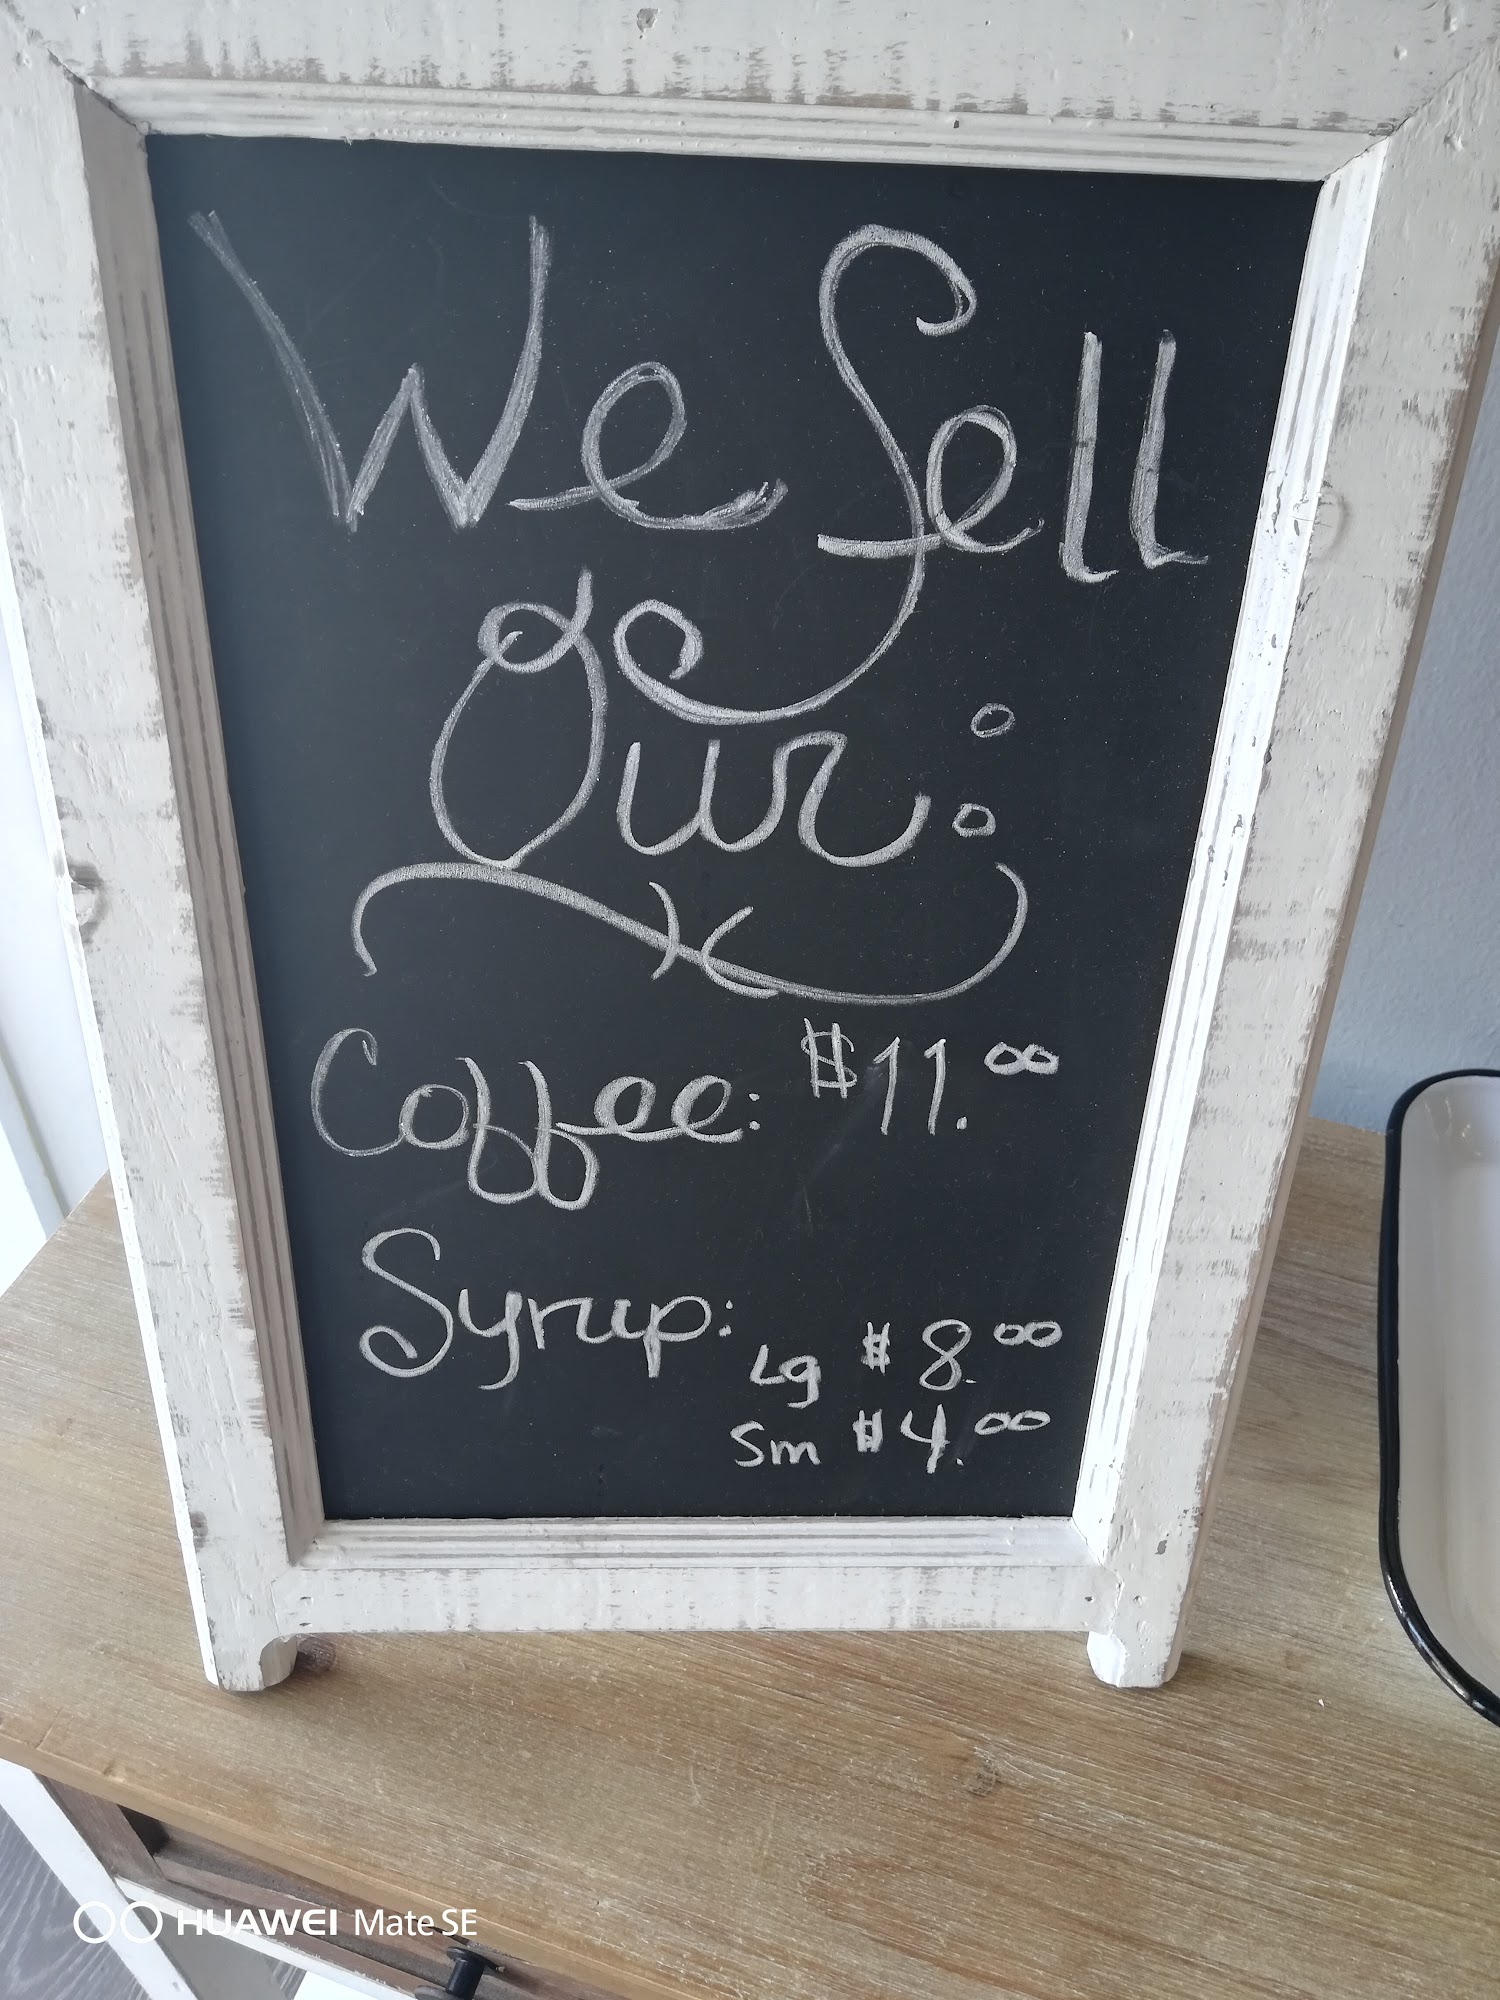 We Sell
Our:
Coffee: $11.00
Syrup:
Lg $8.00
Sm $4.00
HUAWEI Mate SE